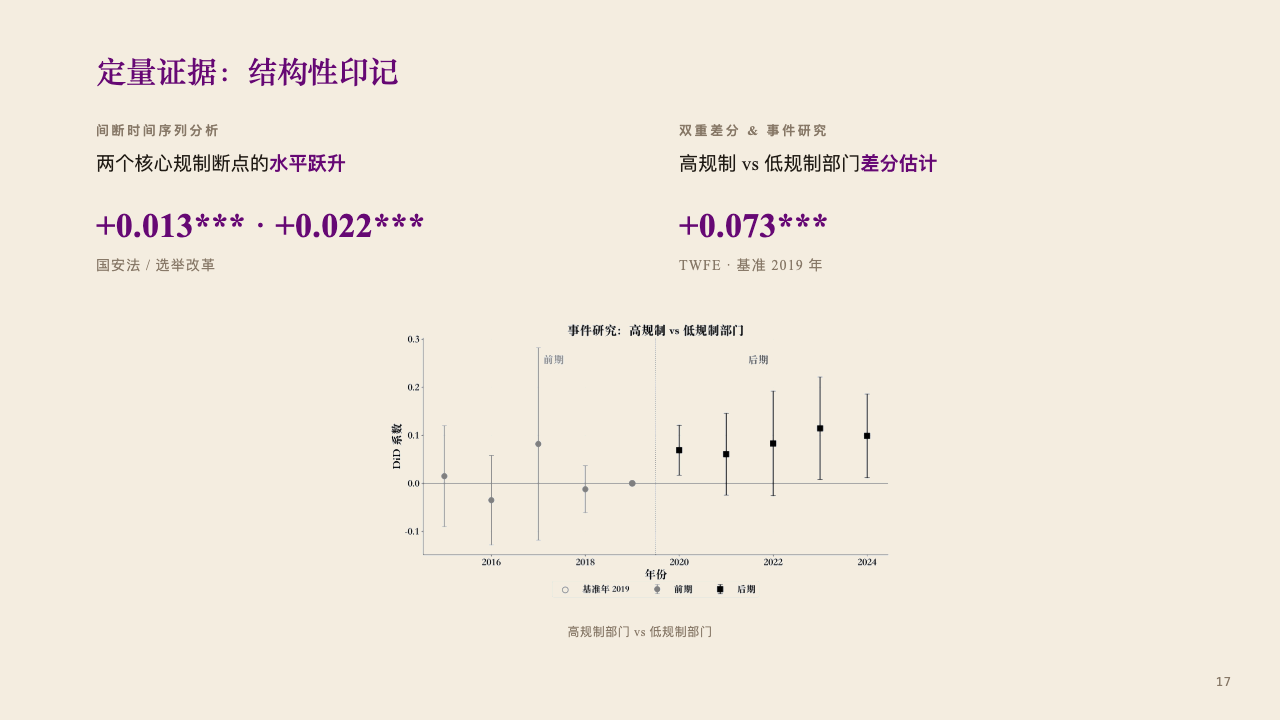 定量证据：结构性印记
间断时间序列分析
两个核心规制断点的水平跃升
+0.013*** · +0.022***
国安法 / 选举改革
双重差分 & 事件研究
高规制 vs 低规制部门差分估计
+0.073***
TWFE · 基准 2019 年
事件研究：高规制 vs 低规制部门
前期
后期
DiD 系数
0.3
0.2
0.1
0.0
-0.1
2016
2018
2020
2022
2024
年份
基准年 2019
前期
后期
高规制部门 vs 低规制部门
17